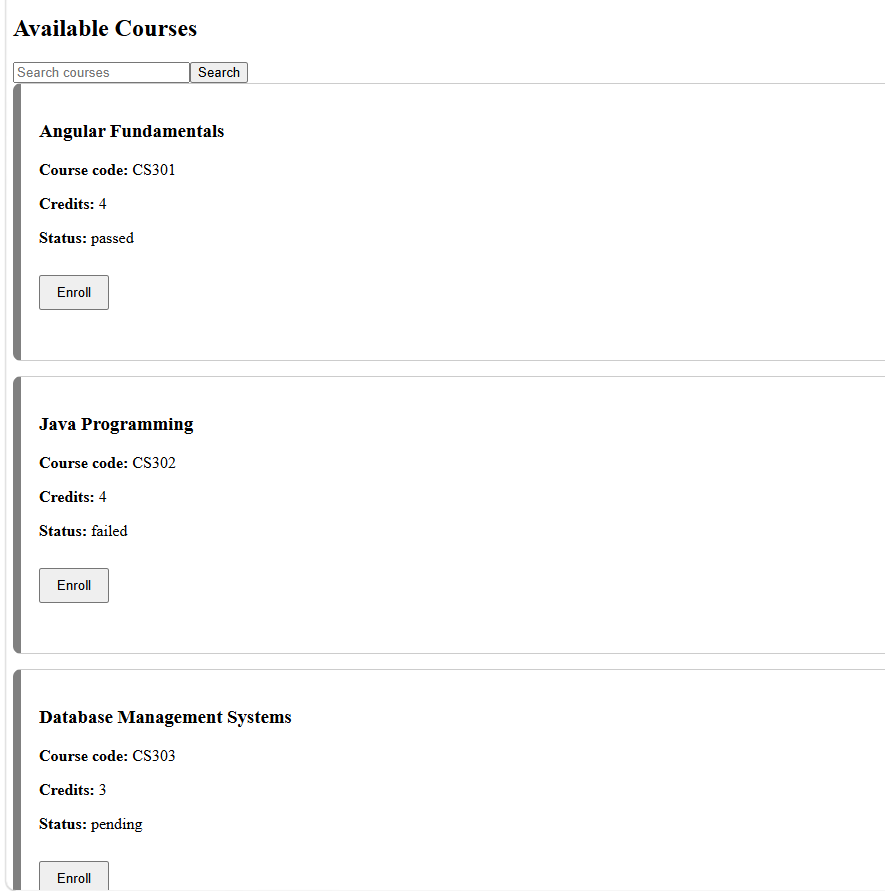 Available Courses
Search courses Search
Angular Fundamentals
Course code: CS301
Credits: 4
Status: passed
Enroll
Java Programming
Course code: CS302
Credits: 4
Status: failed
Enroll
Database Management Systems
Course code: CS303
Credits: 3
Status: pending
Enroll